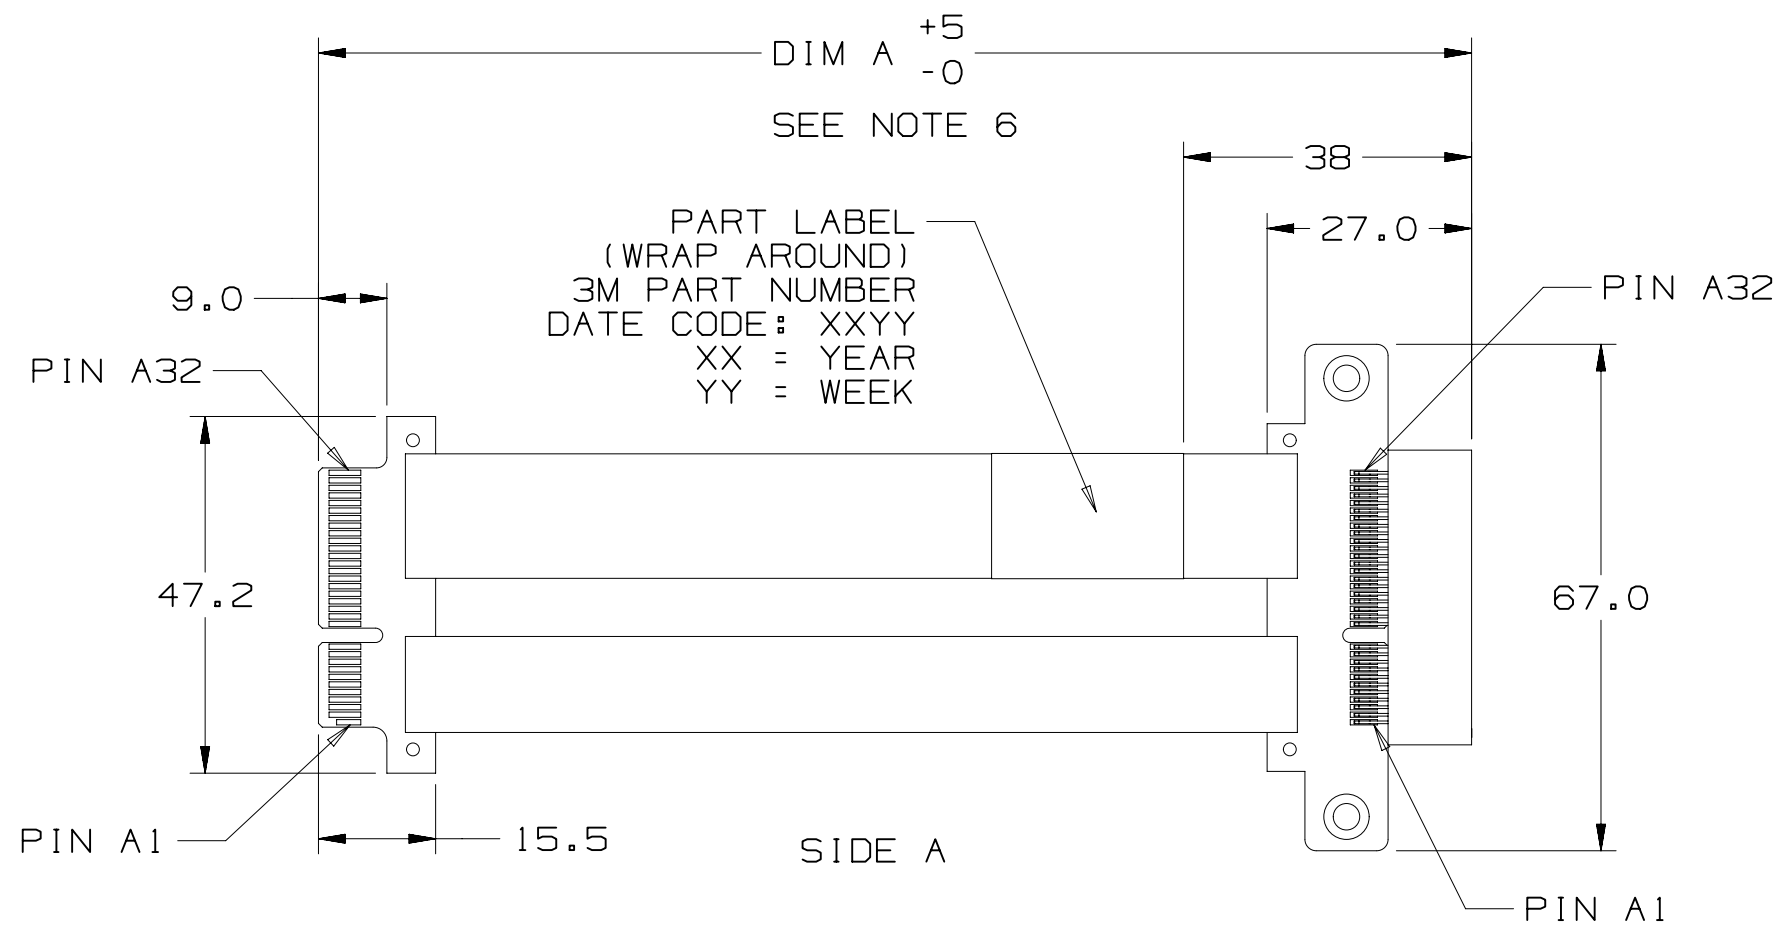 +5
DIM A
-0
SEE NOTE 6
38
PART LABEL
(WRAP AROUND)
3M PART NUMBER
DATE CODE: XXYY
XX = YEAR
YY = WEEK
27.0
9.0
PIN A32
PIN A32
47.2
67.0
PIN A1
15.5
SIDE A
PIN A1